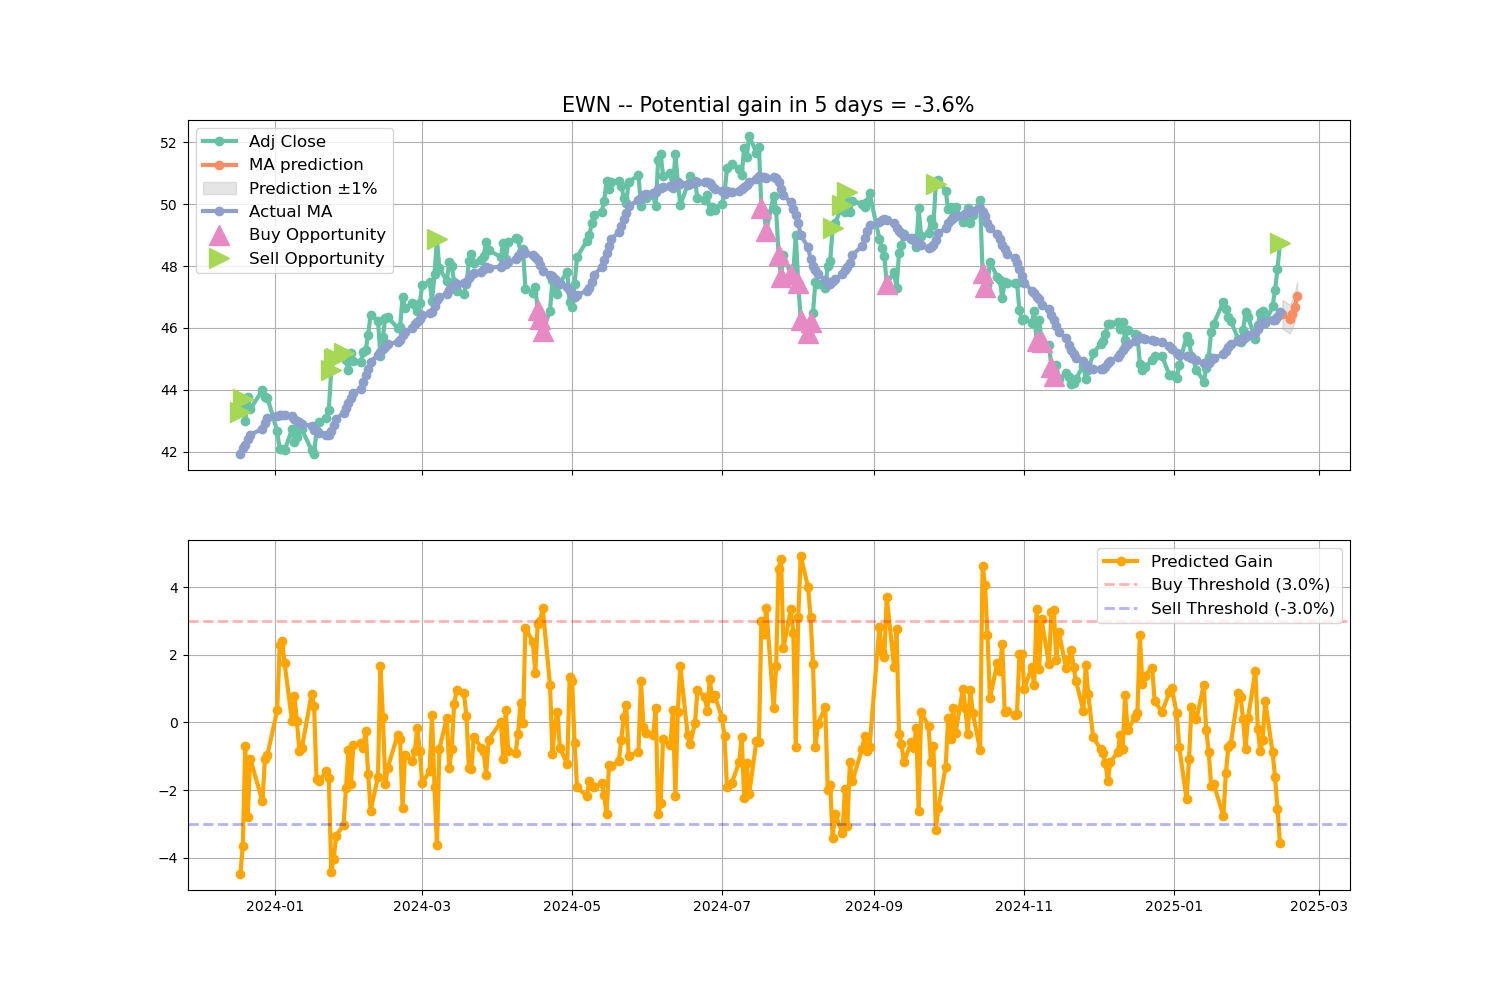 EWN -- Potential gain in 5 days = -3.6%
52
50
48
46
44
42
Adj Close
MA prediction
Prediction ±1%
Actual MA
Buy Opportunity
Sell Opportunity
4
2
0
−2
−4
Predicted Gain
Buy Threshold (3.0%)
Sell Threshold (-3.0%)
2024-01
2024-03
2024-05
2024-07
2024-09
2024-11
2025-01
2025-03